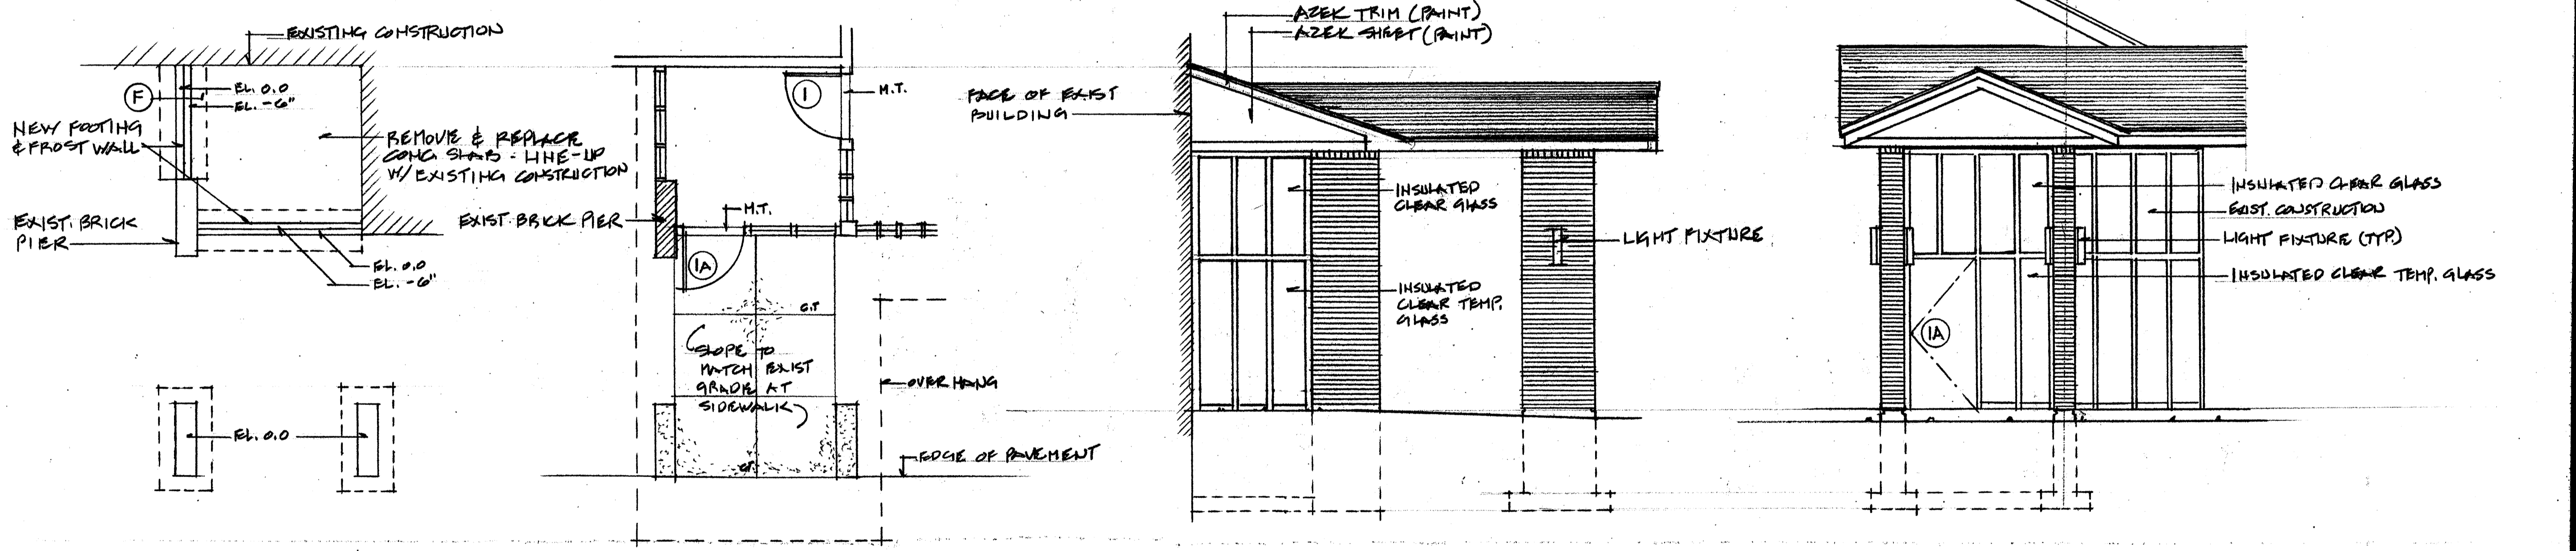 EXISTING CONSTRUCTION
F
EL. 0.0
EL. -6"
NEW FOOTING
& FROST WALL
REMOVE & REPLACE
CONC SLAB - LINE-UP
W/ EXISTING CONSTRUCTION
EXIST. BRICK
PIER
EL. 0.0
EL. -6"
EL. 0.0
1
M.T.
EXIST BRICK PIER
M.T.
1A
C.T
SLOPE TO
MATCH EXIST
GRADE AT
SIDEWALK
OVER HANG
C.T.
EDGE OF PAVEMENT
AZEK TRIM (PAINT)
AZEK SHEET (PAINT)
FACE OF EXIST
BUILDING
INSULATED
CLEAR GLASS
LIGHT FIXTURE
INSULATED
CLEAR TEMP.
GLASS
INSULATED CLEAR GLASS
EXIST. CONSTRUCTION
LIGHT FIXTURE (TYP.)
INSULATED CLEAR TEMP. GLASS
1A